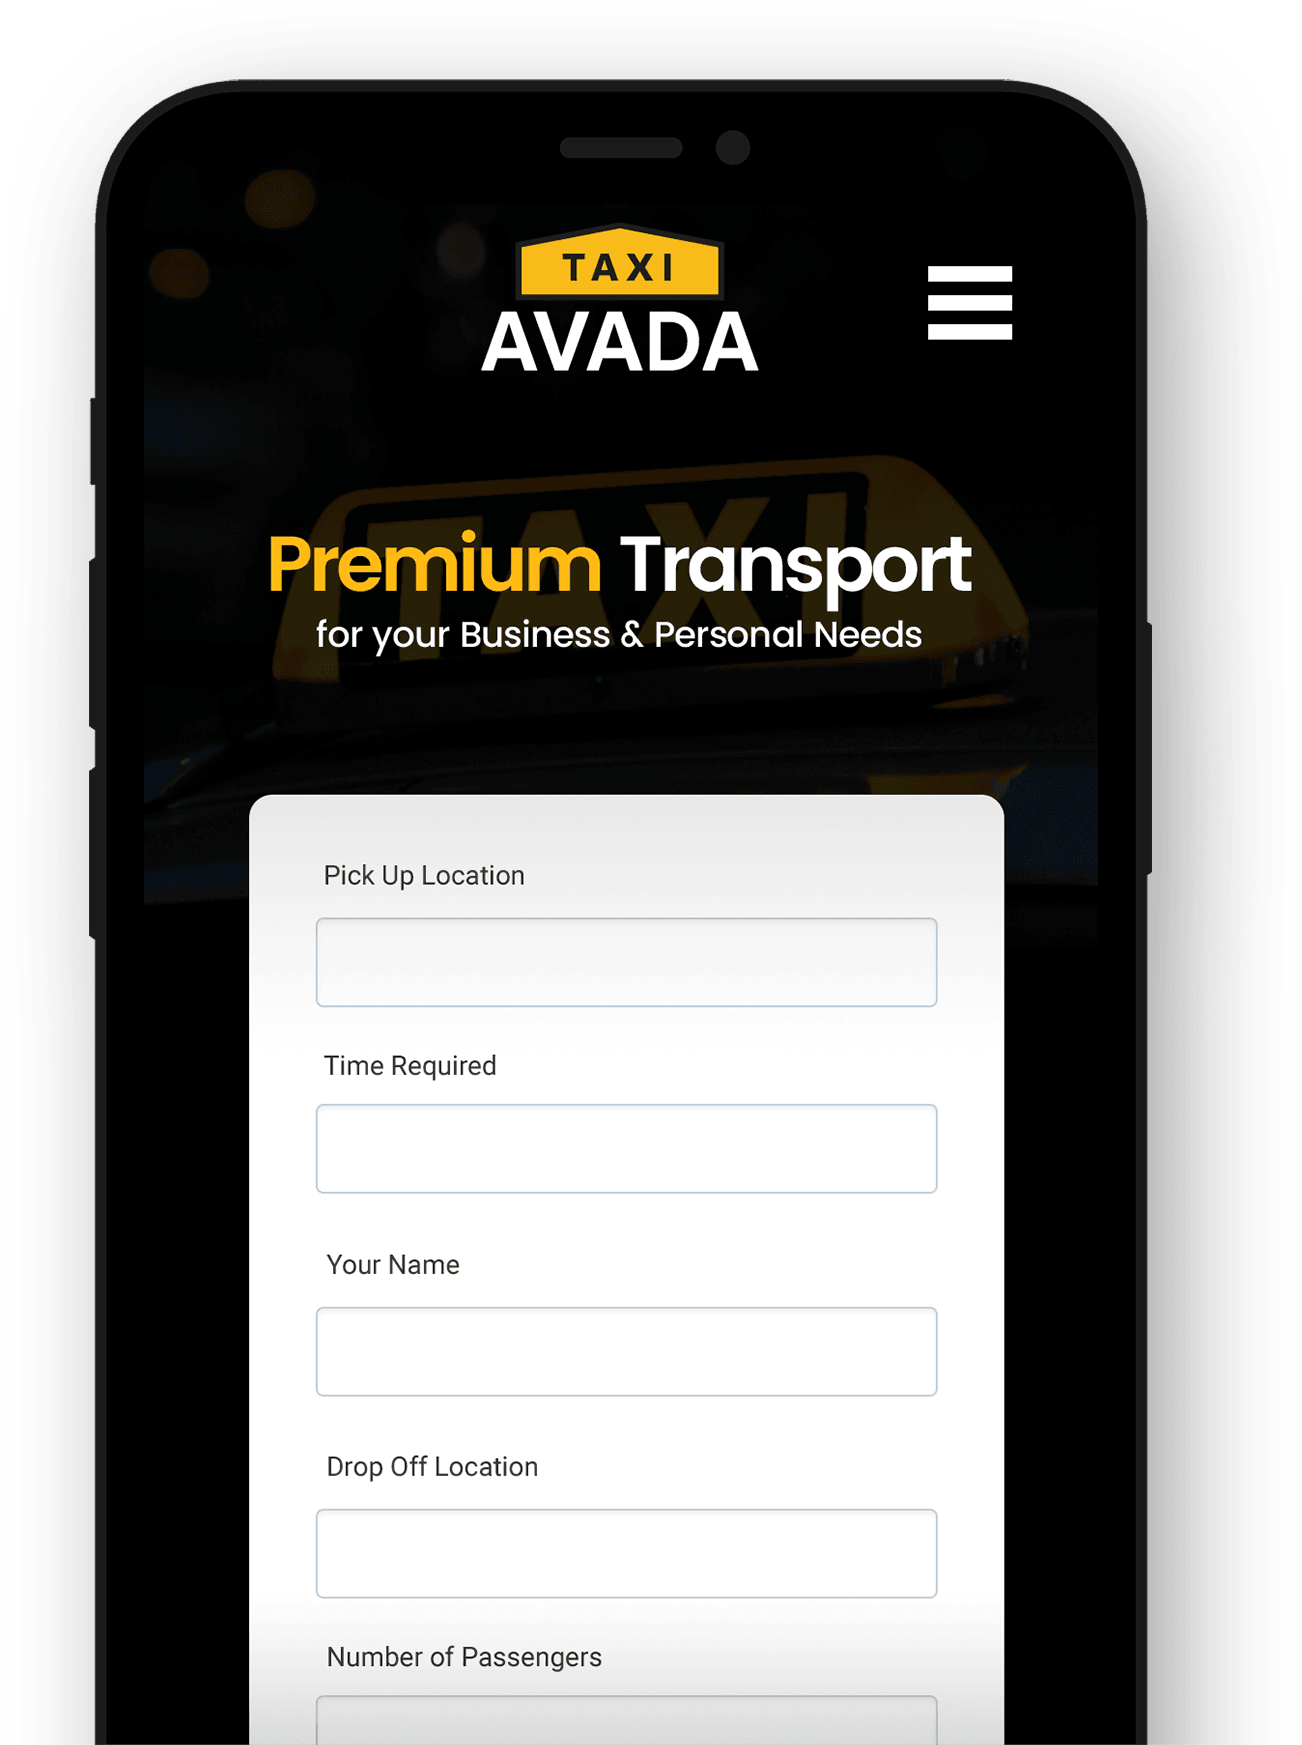 TAXI
AVADA
TAXI
Premium Transport
for your Business & Personal Needs
Pick Up Location
Time Required
Your Name
Drop Off Location
Number of Passengers